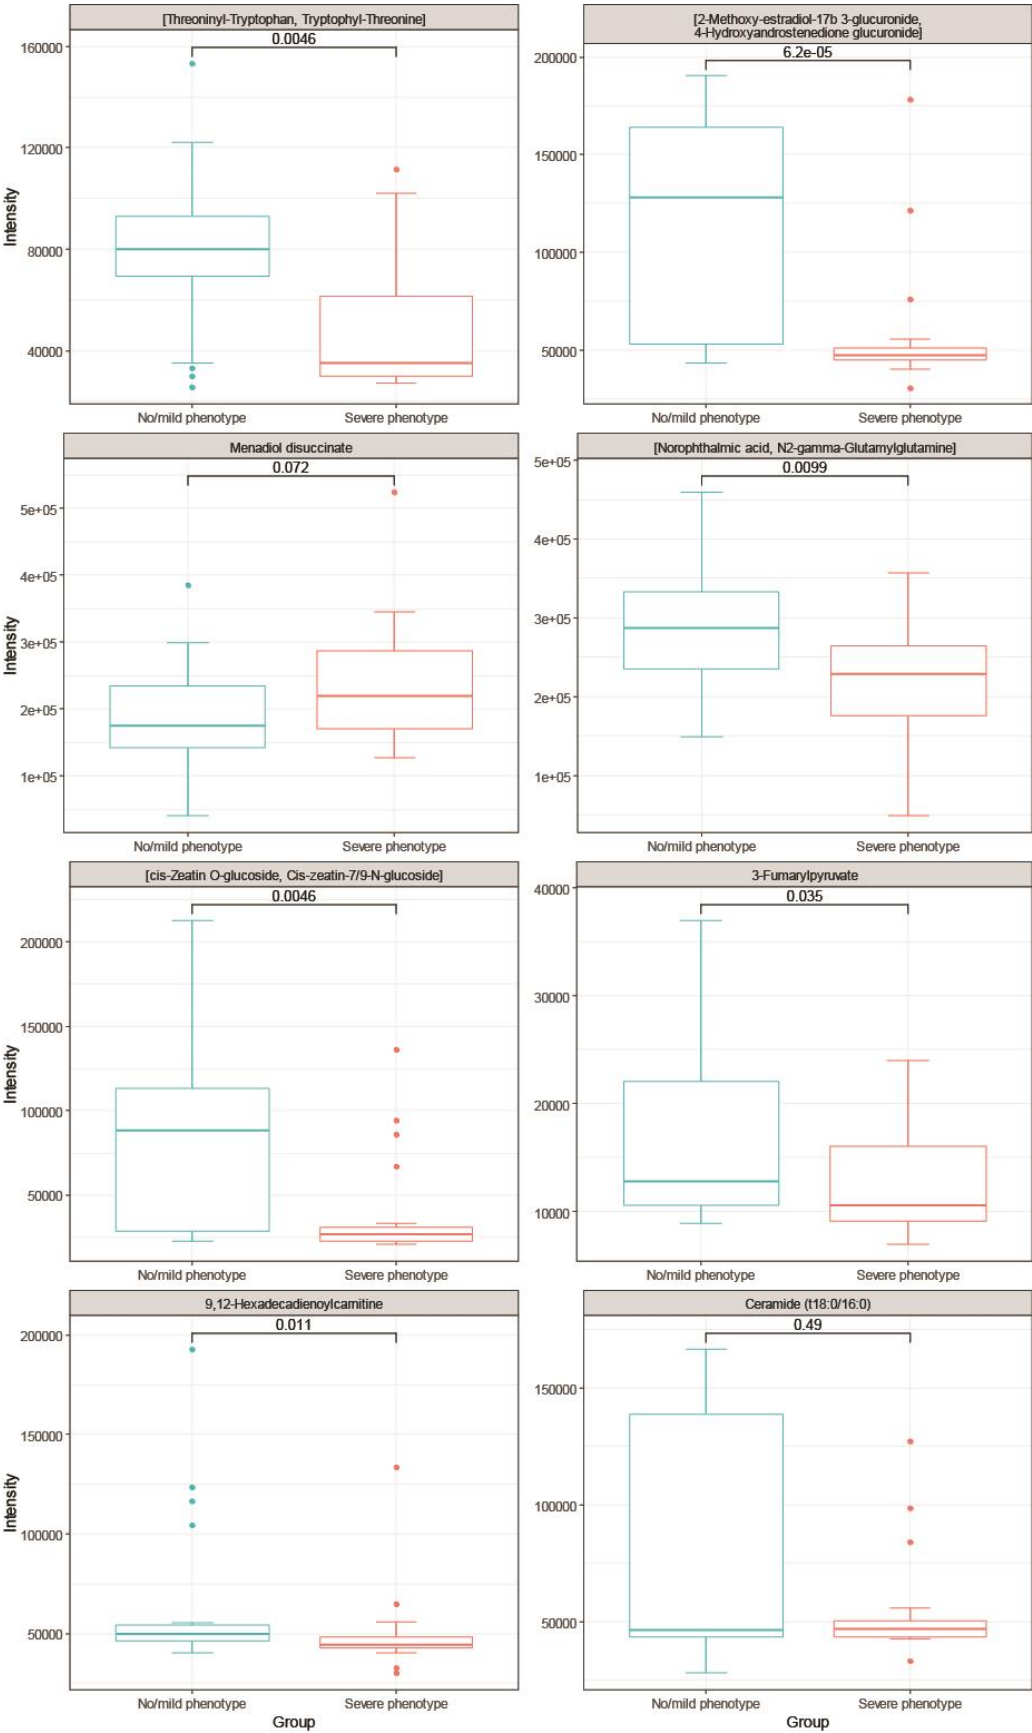 [Threoninyl-Tryptophan, Tryptophyl-Threonine]
0.0046
160000
120000
80000
40000
Intensity
No/mild phenotype
Severe phenotype
[2-Methoxy-estradiol-17b 3-glucuronide,
4-Hydroxyandrostenedione glucuronide]
6.2e-05
200000
150000
100000
50000
No/mild phenotype
Severe phenotype
Menadiol disuccinate
0.072
5e+05
4e+05
3e+05
2e+05
1e+05
Intensity
No/mild phenotype
Severe phenotype
[Norophthalmic acid, N2-gamma-Glutamylglutamine]
0.0099
5e+05
4e+05
3e+05
2e+05
1e+05
No/mild phenotype
Severe phenotype
[cis-Zeatin O-glucoside, Cis-zeatin-7/9-N-glucoside]
0.0046
200000
150000
100000
50000
Intensity
No/mild phenotype
Severe phenotype
3-Fumarylpyruvate
0.035
40000
30000
20000
10000
No/mild phenotype
Severe phenotype
9,12-Hexadecadienoylcarnitine
0.011
200000
150000
100000
50000
Intensity
No/mild phenotype
Severe phenotype
Group
Ceramide (t18:0/16:0)
0.49
150000
100000
50000
No/mild phenotype
Severe phenotype
Group